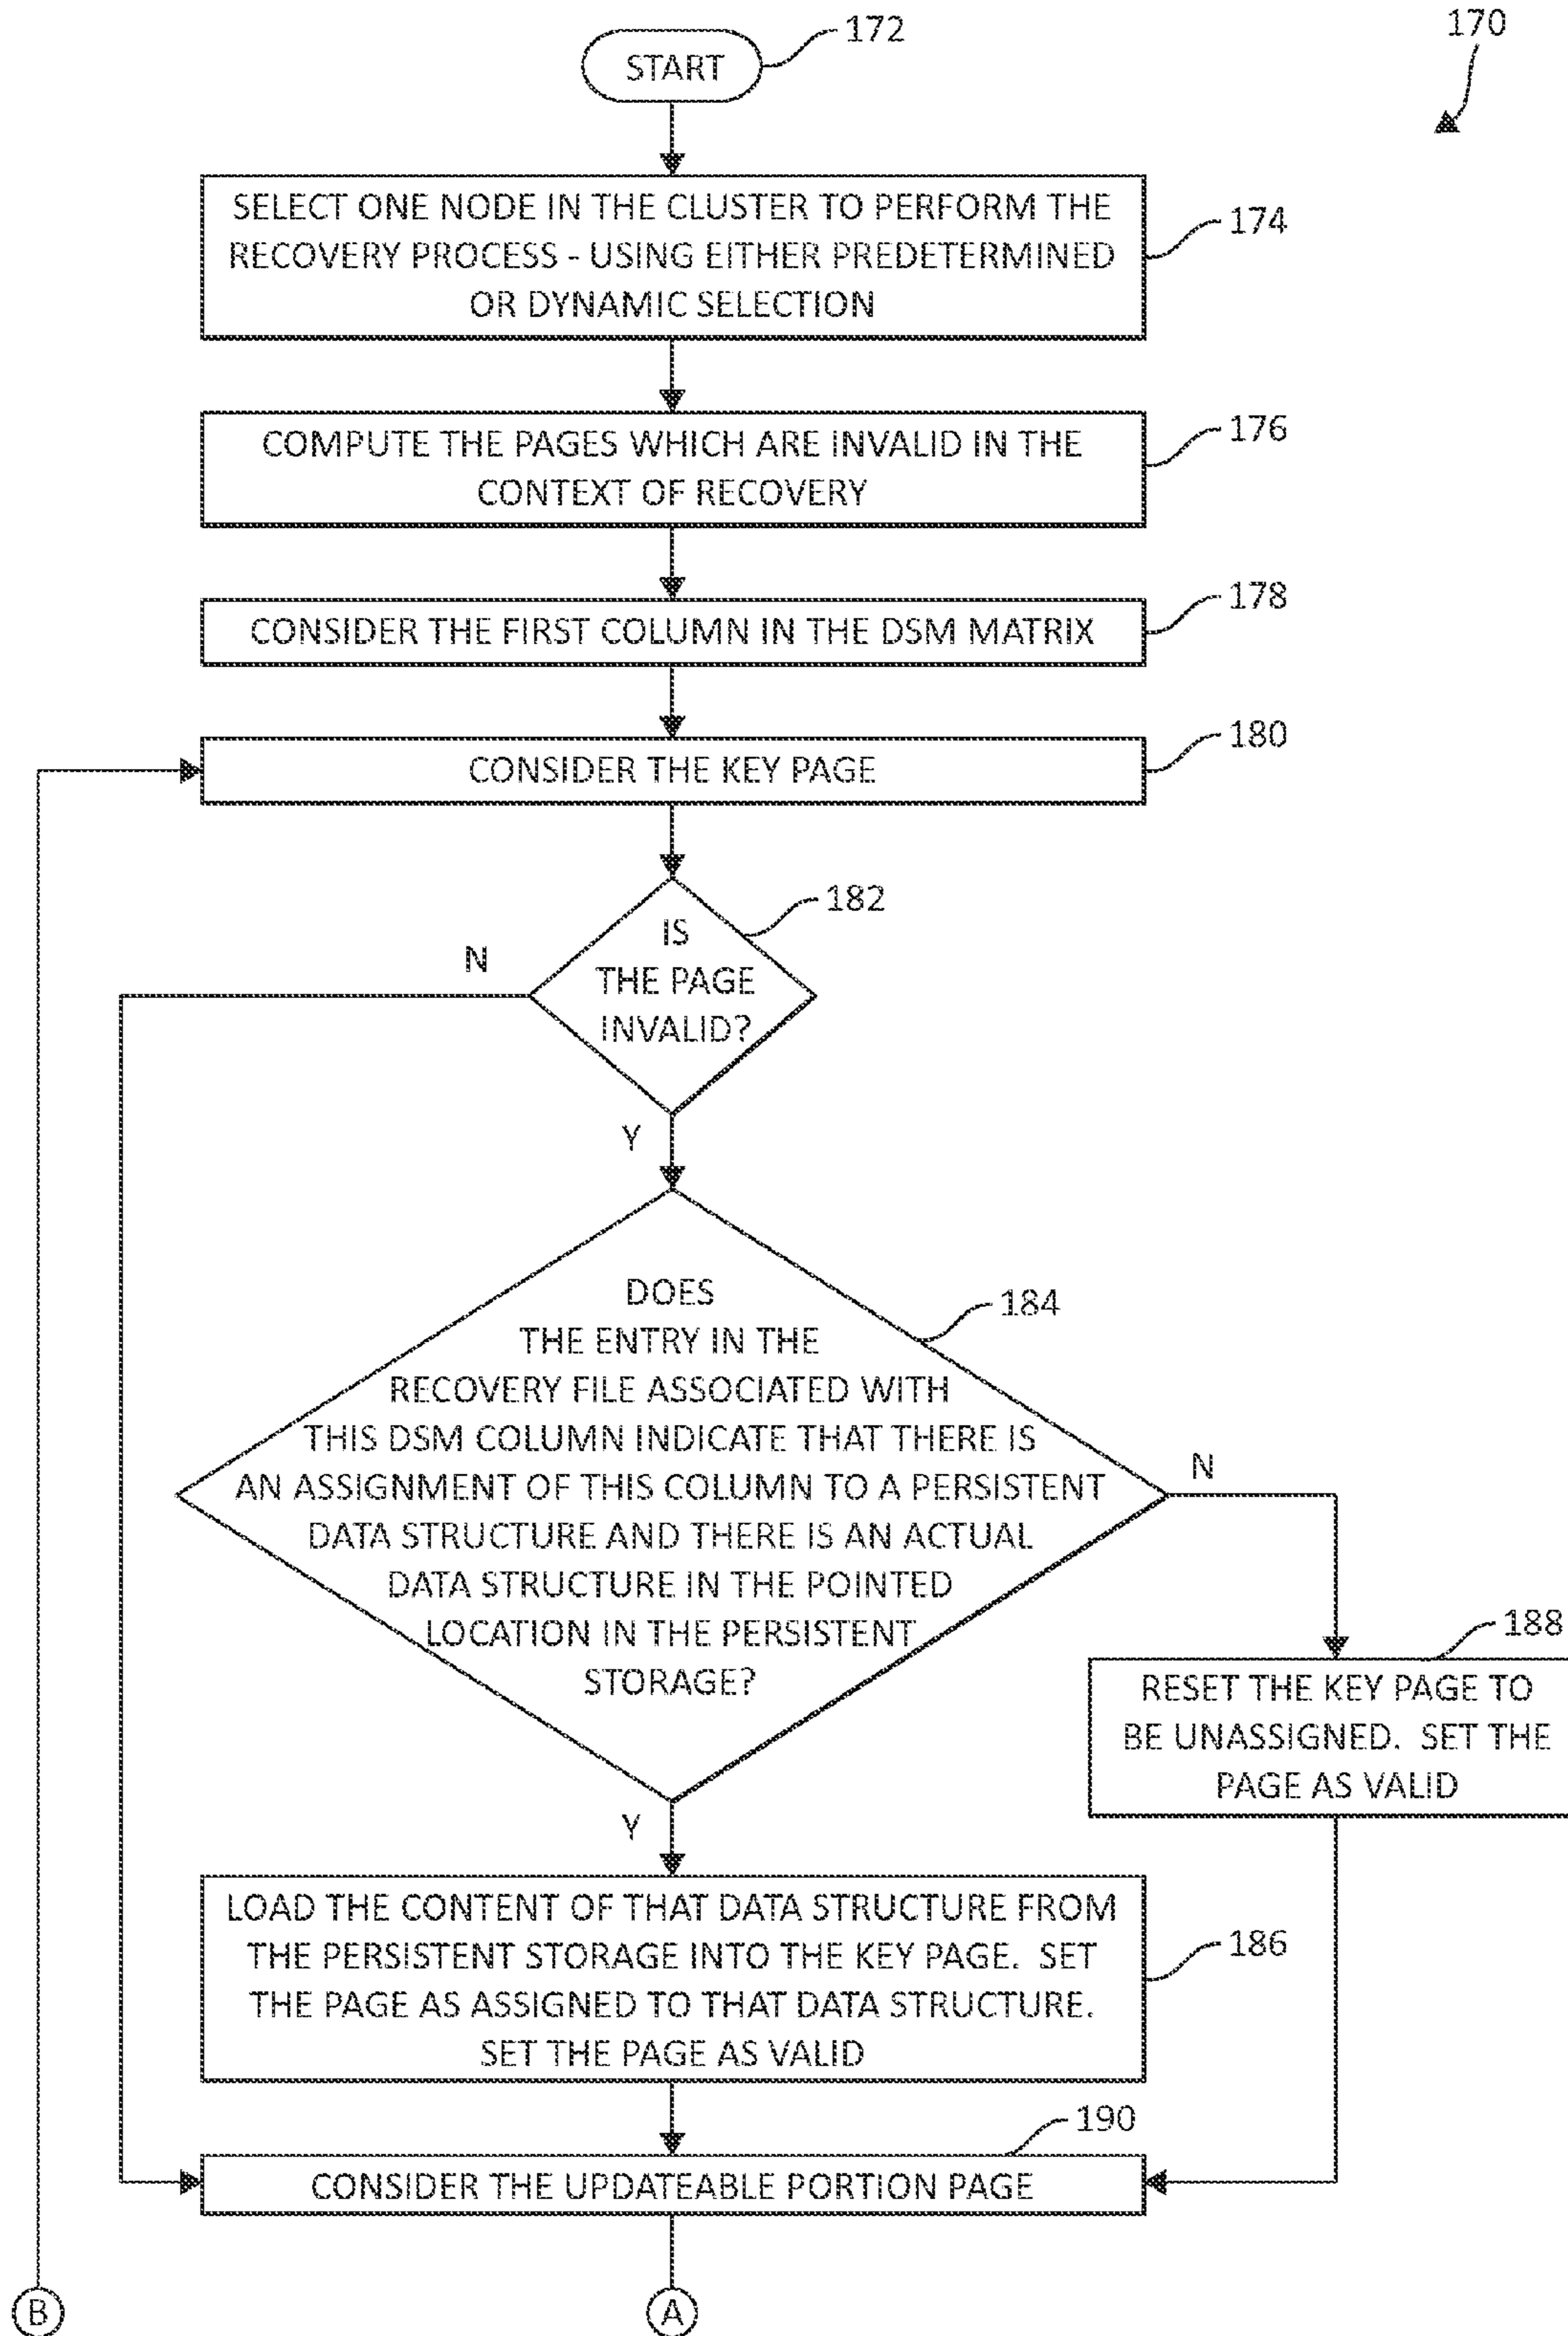 170
172
START
SELECT ONE NODE IN THE CLUSTER TO PERFORM THE
RECOVERY PROCESS - USING EITHER PREDETERMINED
OR DYNAMIC SELECTION
174
COMPUTE THE PAGES WHICH ARE INVALID IN THE
CONTEXT OF RECOVERY
176
CONSIDER THE FIRST COLUMN IN THE DSM MATRIX
178
CONSIDER THE KEY PAGE
180
182
IS
THE PAGE
INVALID?
N
Y
184
DOES
THE ENTRY IN THE
RECOVERY FILE ASSOCIATED WITH
THIS DSM COLUMN INDICATE THAT THERE IS
AN ASSIGNMENT OF THIS COLUMN TO A PERSISTENT
DATA STRUCTURE AND THERE IS AN ACTUAL
DATA STRUCTURE IN THE POINTED
LOCATION IN THE PERSISTENT
STORAGE?
N
Y
188
RESET THE KEY PAGE TO
BE UNASSIGNED. SET THE
PAGE AS VALID
LOAD THE CONTENT OF THAT DATA STRUCTURE FROM
THE PERSISTENT STORAGE INTO THE KEY PAGE. SET
THE PAGE AS ASSIGNED TO THAT DATA STRUCTURE.
SET THE PAGE AS VALID
186
190
CONSIDER THE UPDATEABLE PORTION PAGE
B
A